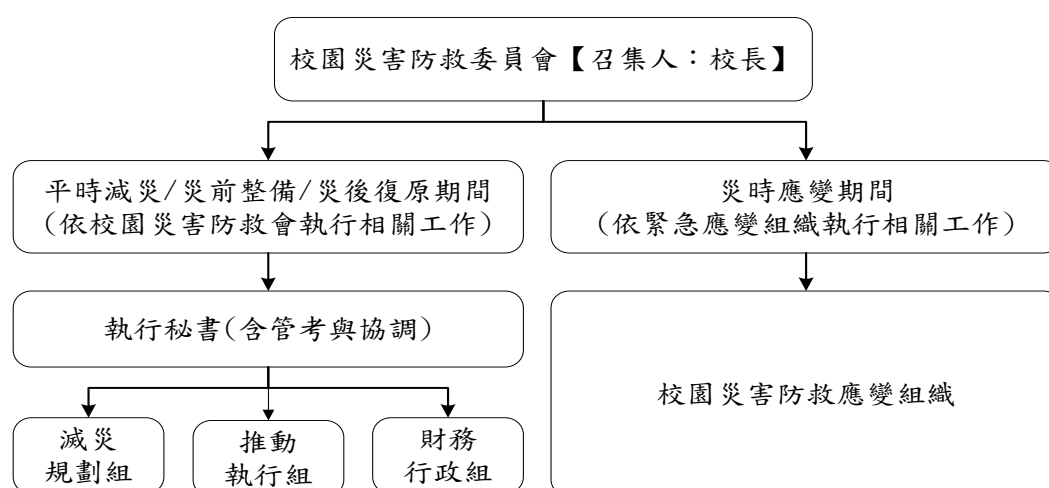 校園災害防救委員會【召集人：校長】
平時減災/災前整備/災後復原期間
(依校園災害防救會執行相關工作)
災時應變期間
(依緊急應變組織執行相關工作)
執行秘書(含管考與協調)
校園災害防救應變組織
減災
規劃組
推動
執行組
財務
行政組